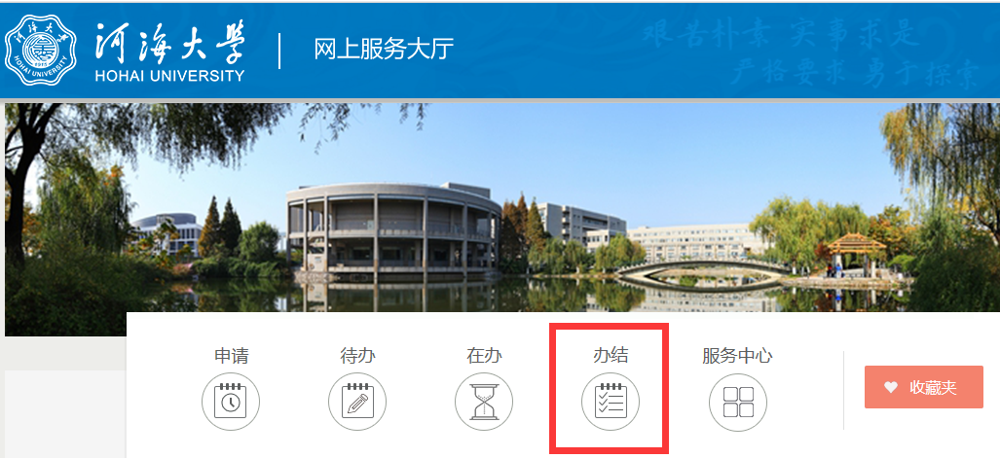 河海大学
HOHAI UNIVERSITY
1915
网上服务大厅
艰苦朴素 实事求是
严格要求 勇于探索
申请
待办
在办
办结
服务中心
收藏夹